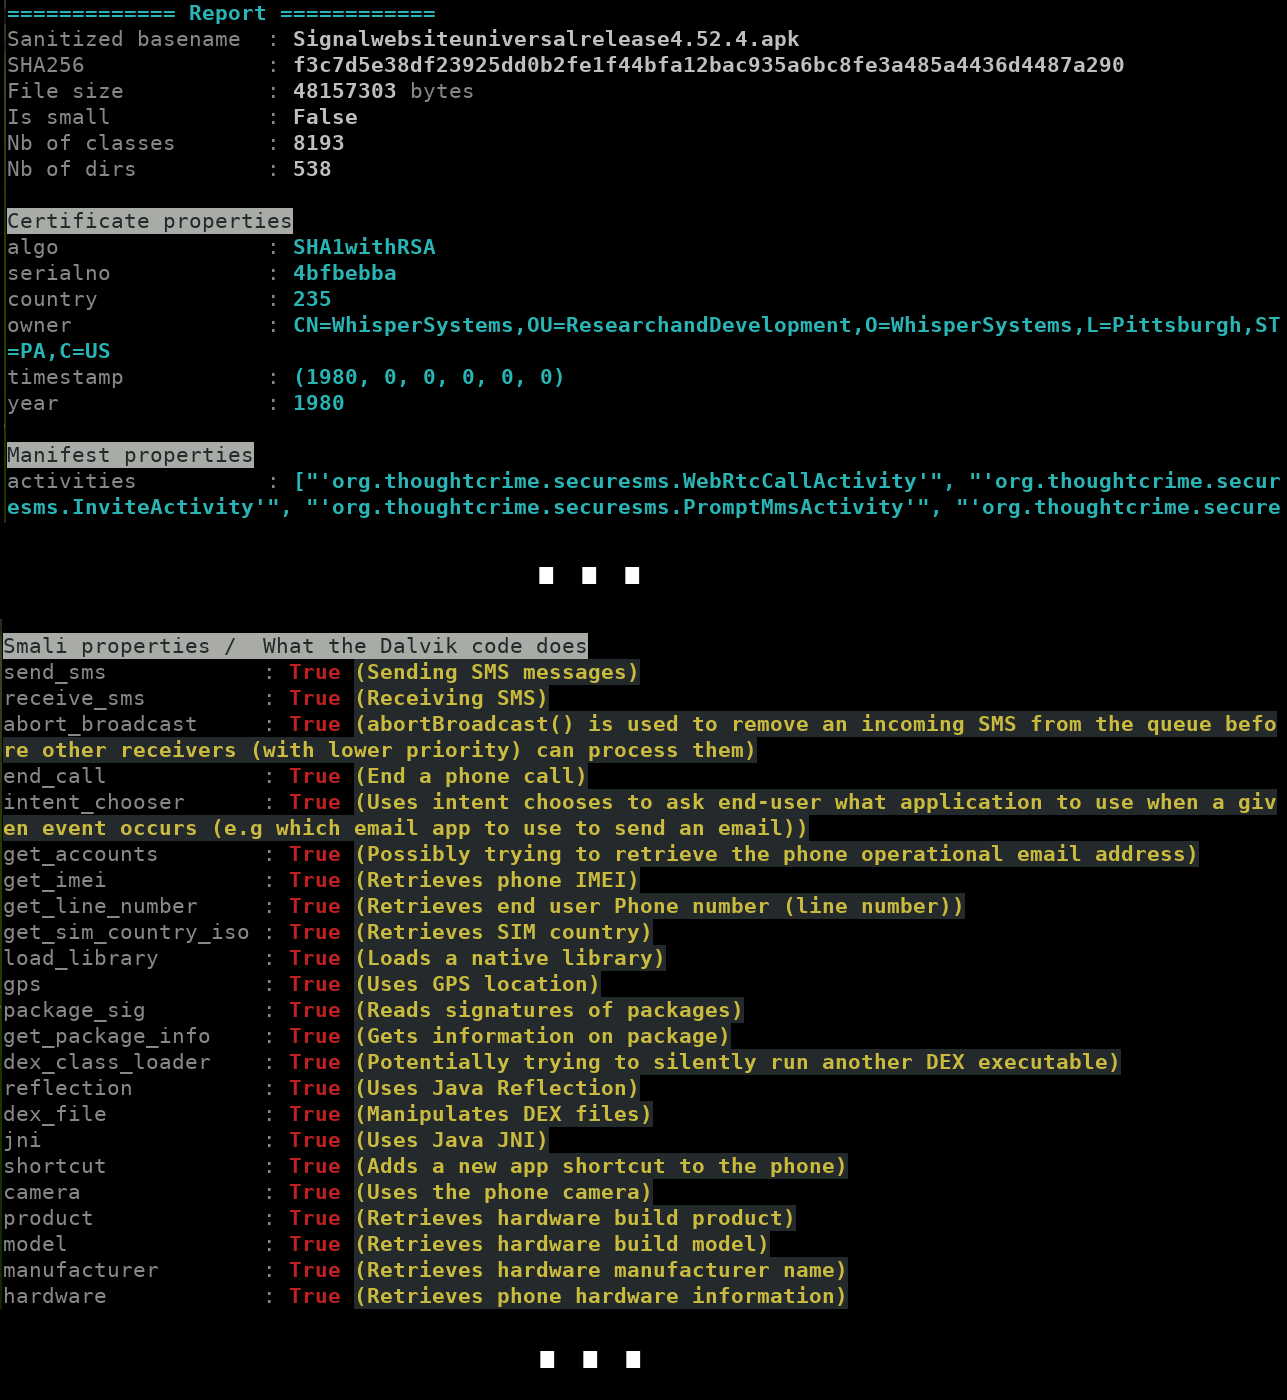 ============= Report ============
Sanitized basename  : Signalwebsiteuniversalrelease4.52.4.apk
SHA256              : f3c7d5e38df23925dd0b2fe1f44bfa12bac935a6bc8fe3a485a4436d4487a290
File size           : 48157303 bytes
Is small            : False
Nb of classes       : 8193
Nb of dirs          : 538
Certificate properties
algo                : SHA1withRSA
serialno            : 4bfbebba
country             : 235
owner               : CN=WhisperSystems,OU=ResearchandDevelopment,O=WhisperSystems,L=Pittsburgh,ST
=PA,C=US
timestamp           : (1980, 0, 0, 0, 0, 0)
year                : 1980
Manifest properties
activities          : ["'org.thoughtcrime.securesms.WebRtcCallActivity'", "'org.thoughtcrime.secur
esms.InviteActivity'", "'org.thoughtcrime.securesms.PromptMmsActivity'", "'org.thoughtcrime.secure
...
Smali properties /  What the Dalvik code does
send_sms            : True (Sending SMS messages)
receive_sms         : True (Receiving SMS)
abort_broadcast     : True (abortBroadcast() is used to remove an incoming SMS from the queue befo
re other receivers (with lower priority) can process them)
end_call            : True (End a phone call)
intent_chooser      : True (Uses intent chooses to ask end-user what application to use when a giv
en event occurs (e.g which email app to use to send an email))
get_accounts        : True (Possibly trying to retrieve the phone operational email address)
get_imei            : True (Retrieves phone IMEI)
get_line_number     : True (Retrieves end user Phone number (line number))
get_sim_country_iso : True (Retrieves SIM country)
load_library        : True (Loads a native library)
gps                 : True (Uses GPS location)
package_sig         : True (Reads signatures of packages)
get_package_info    : True (Gets information on package)
dex_class_loader    : True (Potentially trying to silently run another DEX executable)
reflection          : True (Uses Java Reflection)
dex_file            : True (Manipulates DEX files)
jni                 : True (Uses Java JNI)
shortcut            : True (Adds a new app shortcut to the phone)
camera              : True (Uses the phone camera)
product             : True (Retrieves hardware build product)
model               : True (Retrieves hardware build model)
manufacturer        : True (Retrieves hardware manufacturer name)
hardware            : True (Retrieves phone hardware information)
...